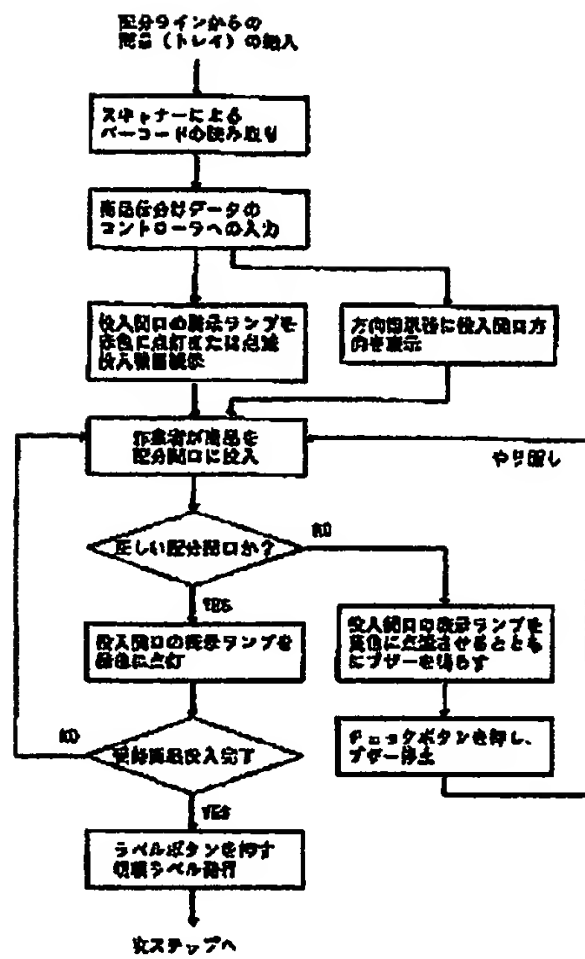 配分ラインからの
商品（トレイ）の搬入
スキャナーによる
バーコードの読み取り
商品仕分けデータの
コントローラへの入力
投入間口の表示ランプを
赤色に点灯または点滅
投入数量表示
方向指示器に投入間口方
向を表示
作業者が商品を
配分間口に投入
やり直し
正しい配分間口か？
NO
YES
投入間口の表示ランプを
緑色に点灯
投入間口の表示ランプを
黄色に点滅させるととも
にブザーを鳴らす
NO
商品投入完了
チェックボタンを押し、
ブザー停止
YES
ラベルボタンを押す
ラベル発行
次ステップへ